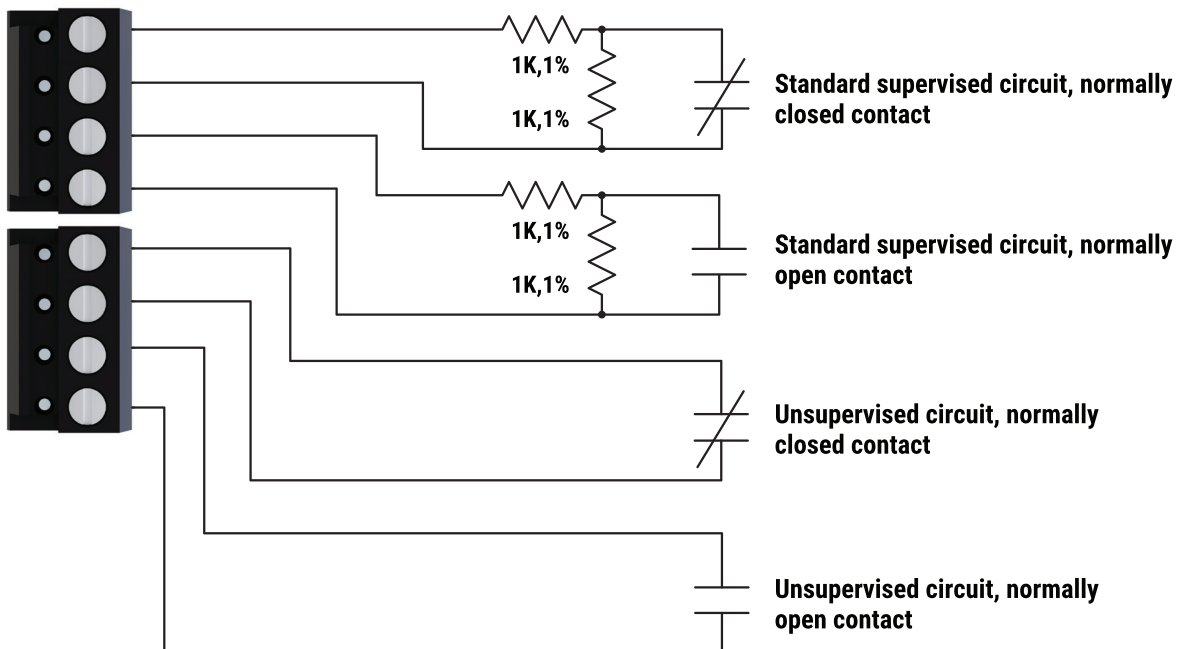 1K,1%
1K,1%
Standard supervised circuit, normally
closed contact
1K,1%
1K,1%
Standard supervised circuit, normally
open contact
Unsupervised circuit, normally
closed contact
Unsupervised circuit, normally
open contact